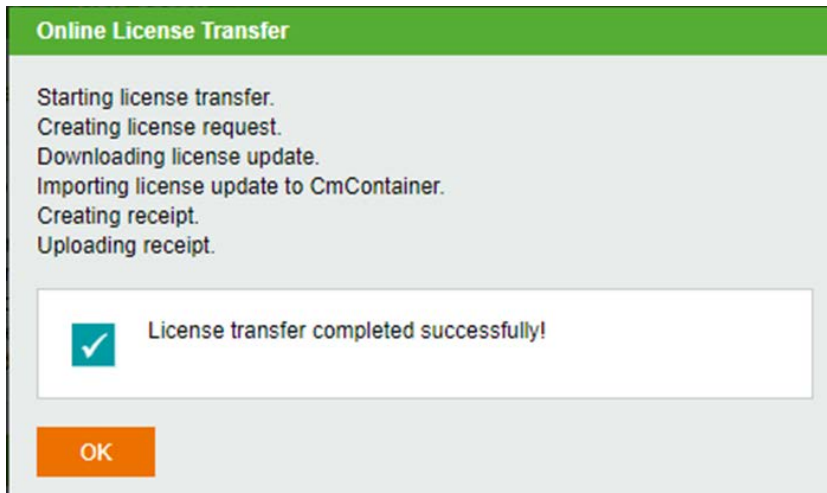 Online License Transfer
Starting license transfer.
Creating license request.
Downloading license update.
Importing license update to CmContainer.
Creating receipt.
Uploading receipt.
License transfer completed successfully!
OK